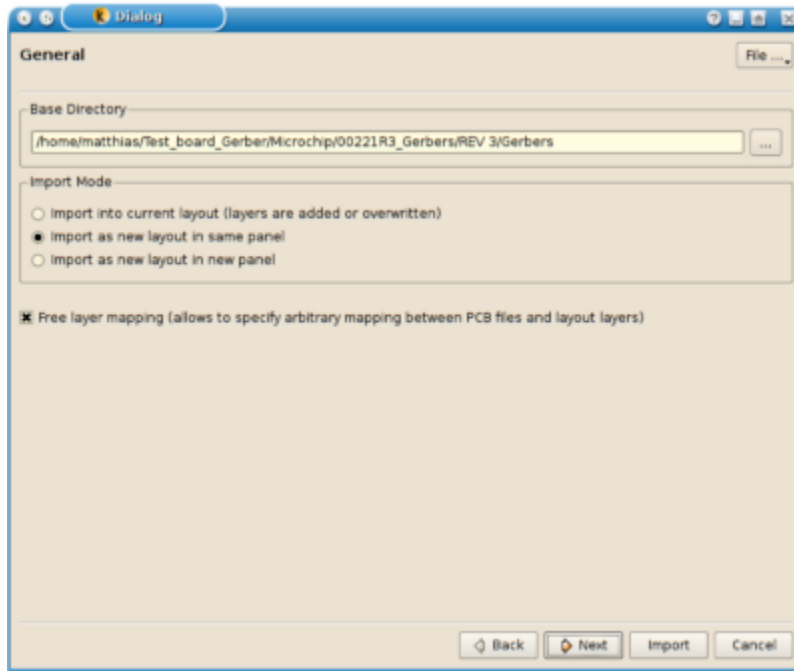 Dialog
General
File ...
Base Directory
/home/matthias/Test_board_Gerber/Microchip/00221R3_Gerbers/REV 3/Gerbers
...
Import Mode
Import into current layout (layers are added or overwritten)
Import as new layout in same panel
Import as new layout in new panel
Free layer mapping (allows to specify arbitrary mapping between PCB files and layout layers)
Back
Next
Import
Cancel